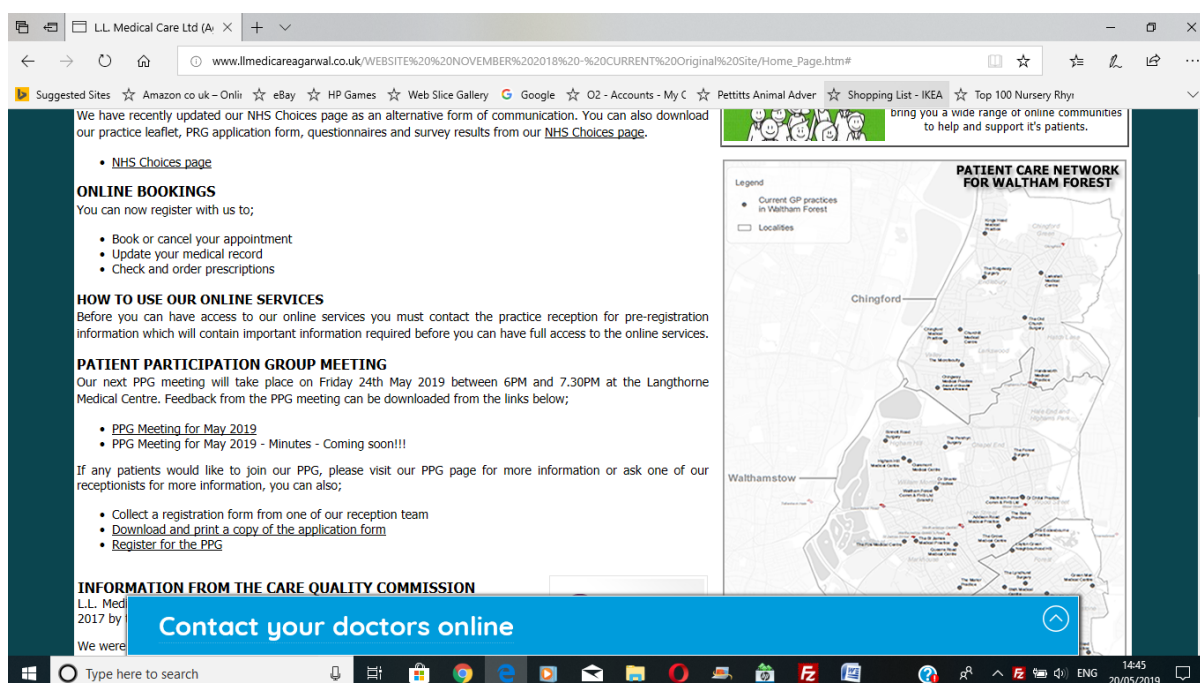 L.L. Medical Care Ltd (A
www.llmedicareagarwal.co.uk/WEBSITE%20%20NOVEMBER%202018%20-%20CURRENT%20Original%20Site/Home_Page.htm#
Suggested Sites
Amazon co uk – Onli
eBay
HP Games
Web Slice Gallery
Google
O2 - Accounts - My C
Pettitts Animal Adver
Shopping List - IKEA
Top 100 Nursery Rhy
We have recently updated our NHS Choices page as an alternative form of communication. You can also download
our practice leaflet, PRG application form, questionnaires and survey results from our NHS Choices page.
• NHS Choices page
ONLINE BOOKINGS
You can now register with us to;
• Book or cancel your appointment
• Update your medical record
• Check and order prescriptions
HOW TO USE OUR ONLINE SERVICES
Before you can have access to our online services you must contact the practice reception for pre-registration
information which will contain important information required before you can have full access to the online services.
PATIENT PARTICIPATION GROUP MEETING
Our next PPG meeting will take place on Friday 24th May 2019 between 6PM and 7.30PM at the Langthorne
Medical Centre. Feedback from the PPG meeting can be downloaded from the links below;
• PPG Meeting for May 2019
• PPG Meeting for May 2019 - Minutes - Coming soon!!!
If any patients would like to join our PPG, please visit our PPG page for more information or ask one of our
receptionists for more information, you can also;
• Collect a registration form from one of our reception team
• Download and print a copy of the application form
• Register for the PPG
INFORMATION FROM THE CARE QUALITY COMMISSION
L.L. Medi
2017 by
We were
bring you a wide range of online communities
to help and support it's patients.
PATIENT CARE NETWORK
FOR WALTHAM FOREST
Legend
Current GP practices
in Waltham Forest
Localities
Chingford
Walthamstow
The Ridgeway
Surgery
The Old
Church
Surgery
Churchill
Medical
Centre
The Forest
Surgery
Contact your doctors online
Type here to search
ENG
14:45
20/05/2019